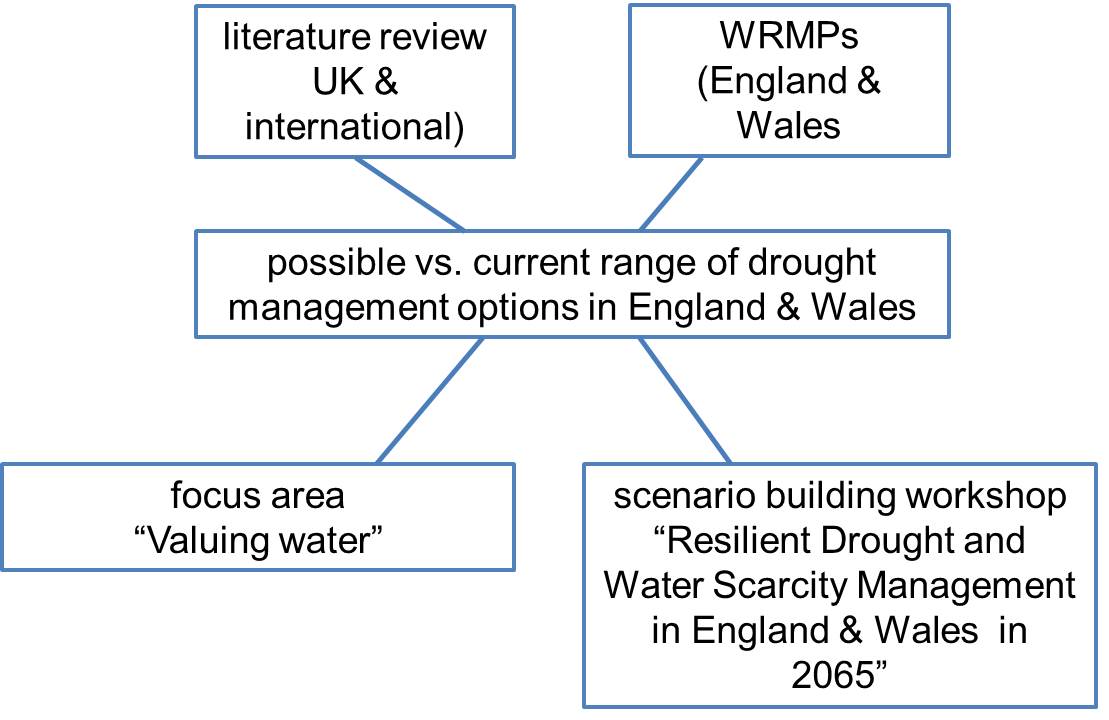 literature review
UK &
international)
WRMPs
(England &
Wales
possible vs. current range of drought
management options in England & Wales
focus area
“Valuing water”
scenario building workshop
“Resilient Drought and
Water Scarcity Management
in England & Wales  in
2065”